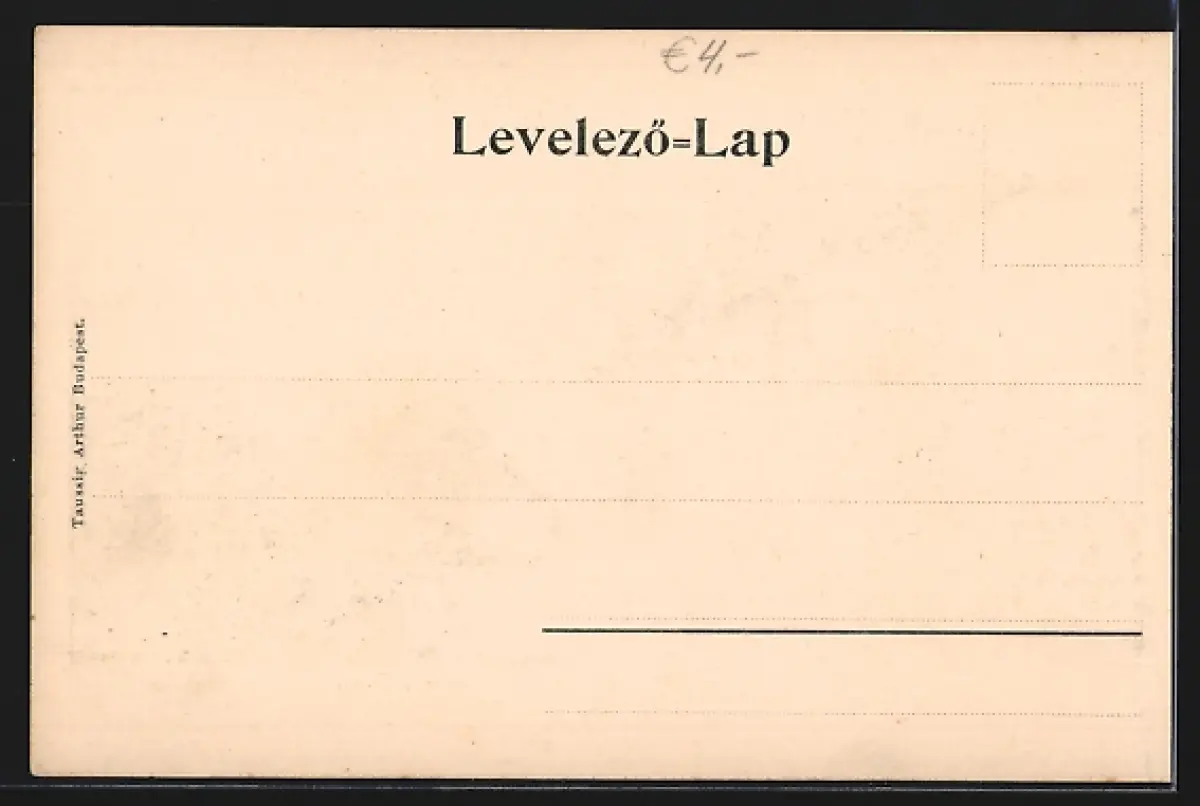 €4,-
Levelező=Lap
Taussig Arthur Budapest.